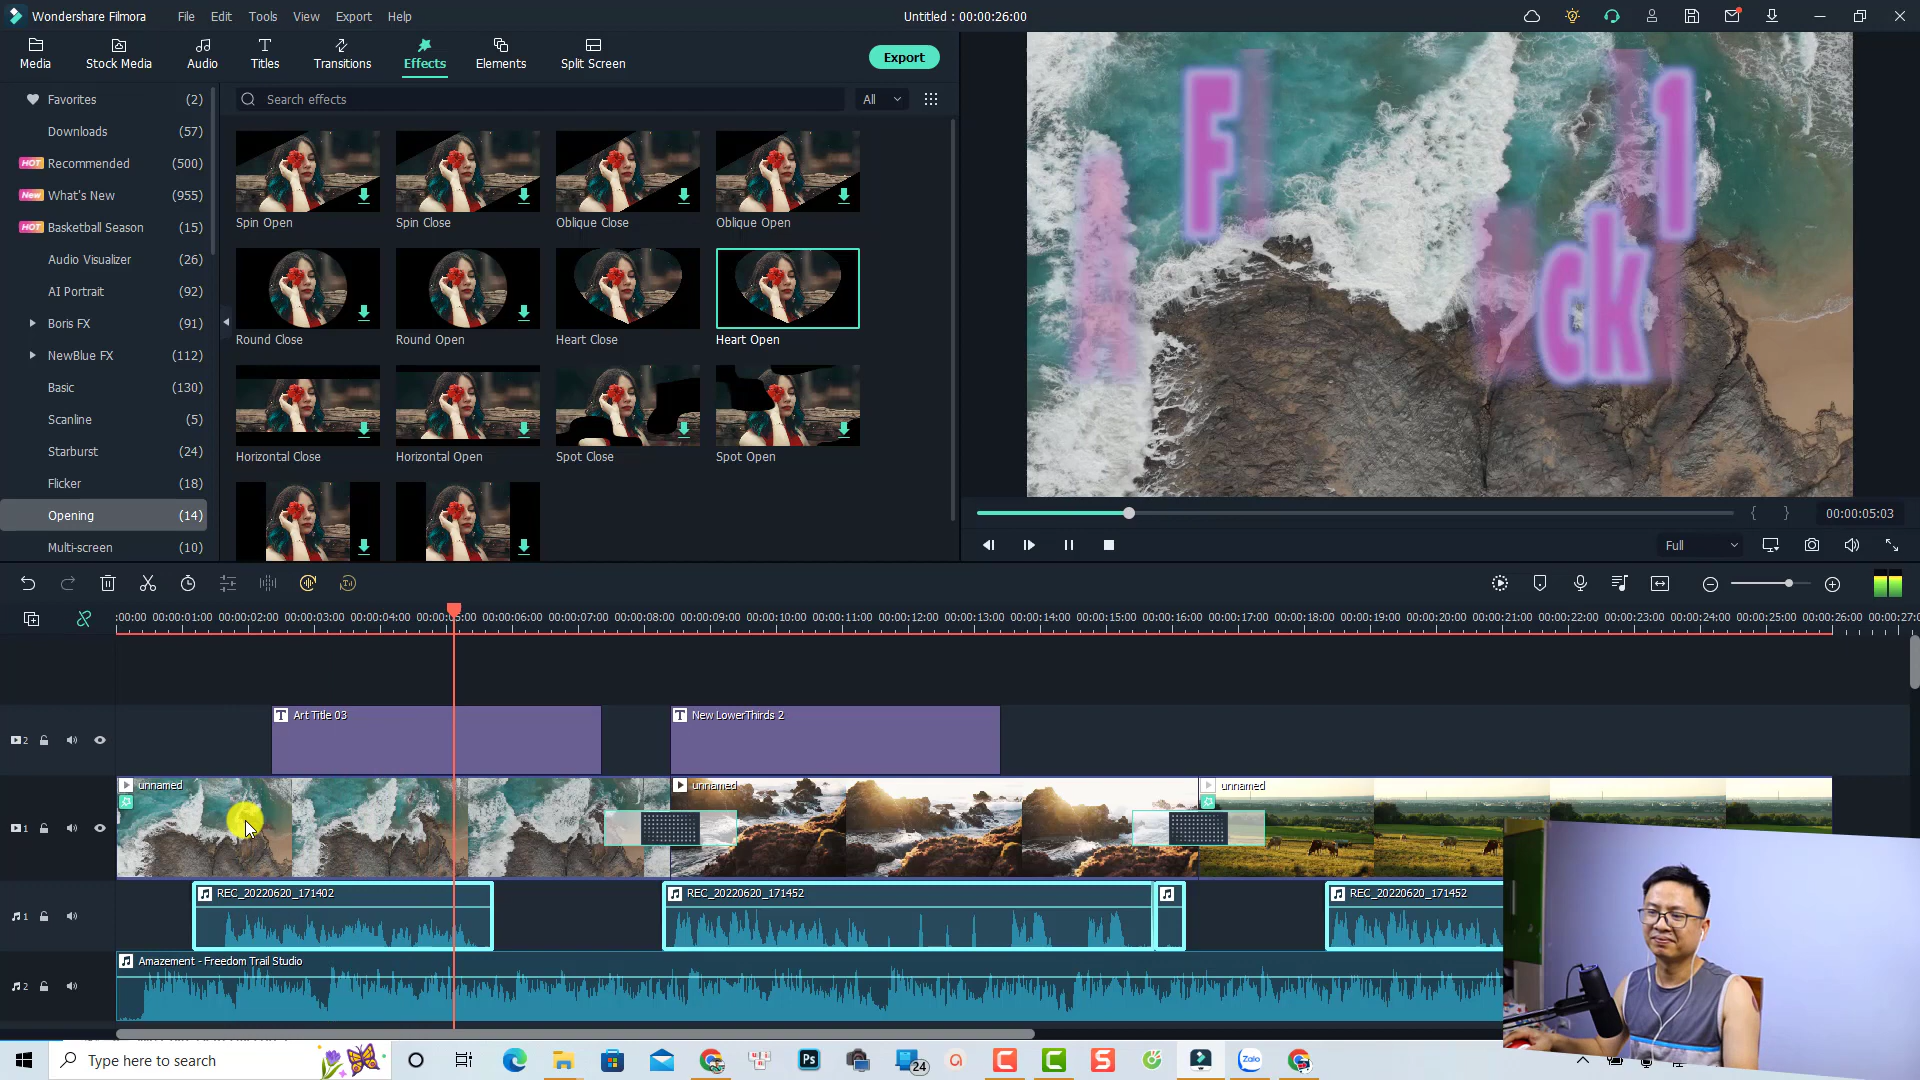 Wondershare Filmora File Edit Tools View Export Help
Untitled : 00:00:26:00
Media Stock Media Audio Titles Transitions Effects Elements Split Screen
Export
Favorites (2)
Downloads (57)
HOT Recommended (500)
New What's New (955)
HOT Basketball Season (15)
Audio Visualizer (26)
AI Portrait (92)
Boris FX (91)
NewBlue FX (112)
Basic (130)
Scanline (5)
Starburst (24)
Flicker (18)
Opening (14)
Multi-screen (10)
Search effects
All
Spin Open Spin Close Oblique Close Oblique Open
Round Close Round Open Heart Close Heart Open
Horizontal Close Horizontal Open Spot Close Spot Open
F 1
A ck
00:00:05:03
Full
:00:00 00:00:01:00 00:00:02:00 00:00:03:00 00:00:04:00 00:00:05:00 00:00:06:00 00:00:07:00 00:00:08:00 00:00:09:00 00:00:10:00 00:00:11:00 00:00:12:00 00:00:13:00 00:00:14:00 00:00:15:00 00:00:16:00 00:00:17:00 00:00:18:00 00:00:19:00 00:00:20:00 00:00:21:00 00:00:22:00 00:00:23:00 00:00:24:00 00:00:25:00 00:00:26:00 00:00:27:0
2
T Art Title 03
T New LowerThirds 2
unnamed
unnamed
unnamed
1
REC_20220620_171402
REC_20220620_171452
REC_20220620_171452
1
Amazement - Freedom Trail Studio
2
Type here to search
Ps
24
C
C
S
Zalo